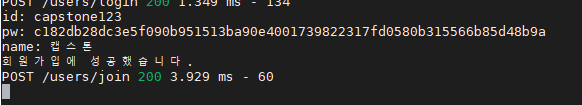 POST /users/login 200 1.349 ms - 134
id: capstone123
pw: c182db28dc3e5f090b951513ba90e4001739822317fd0580b315566b85d48b9a
name: 캡스톤
회원가입에 성공했습니다.
POST /users/join 200 3.929 ms - 60